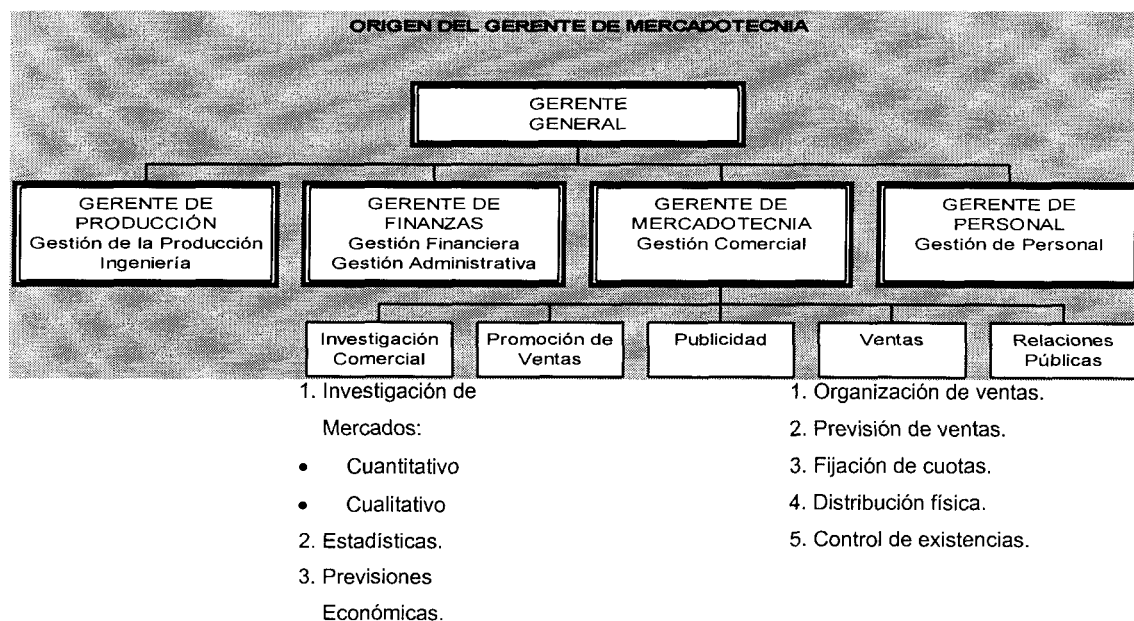 ORIGEN DEL GERENTE DE MERCADOTECNIA
GERENTE
GENERAL
GERENTE DE
PRODUCCIÓN
Gestión de la Producción
Ingeniería
GERENTE DE
FINANZAS
Gestión Financiera
Gestión Administrativa
GERENTE DE
MERCADOTECNIA
Gestión Comercial
GERENTE DE
PERSONAL
Gestión de Personal
Investigación
Comercial
Promoción de
Ventas
Publicidad
Ventas
Relaciones
Públicas
1. Investigación de
Mercados:
• Cuantitativo
• Cualitativo
2. Estadísticas.
3. Previsiones
Económicas.
1. Organización de ventas.
2. Previsión de ventas.
3. Fijación de cuotas.
4. Distribución física.
5. Control de existencias.